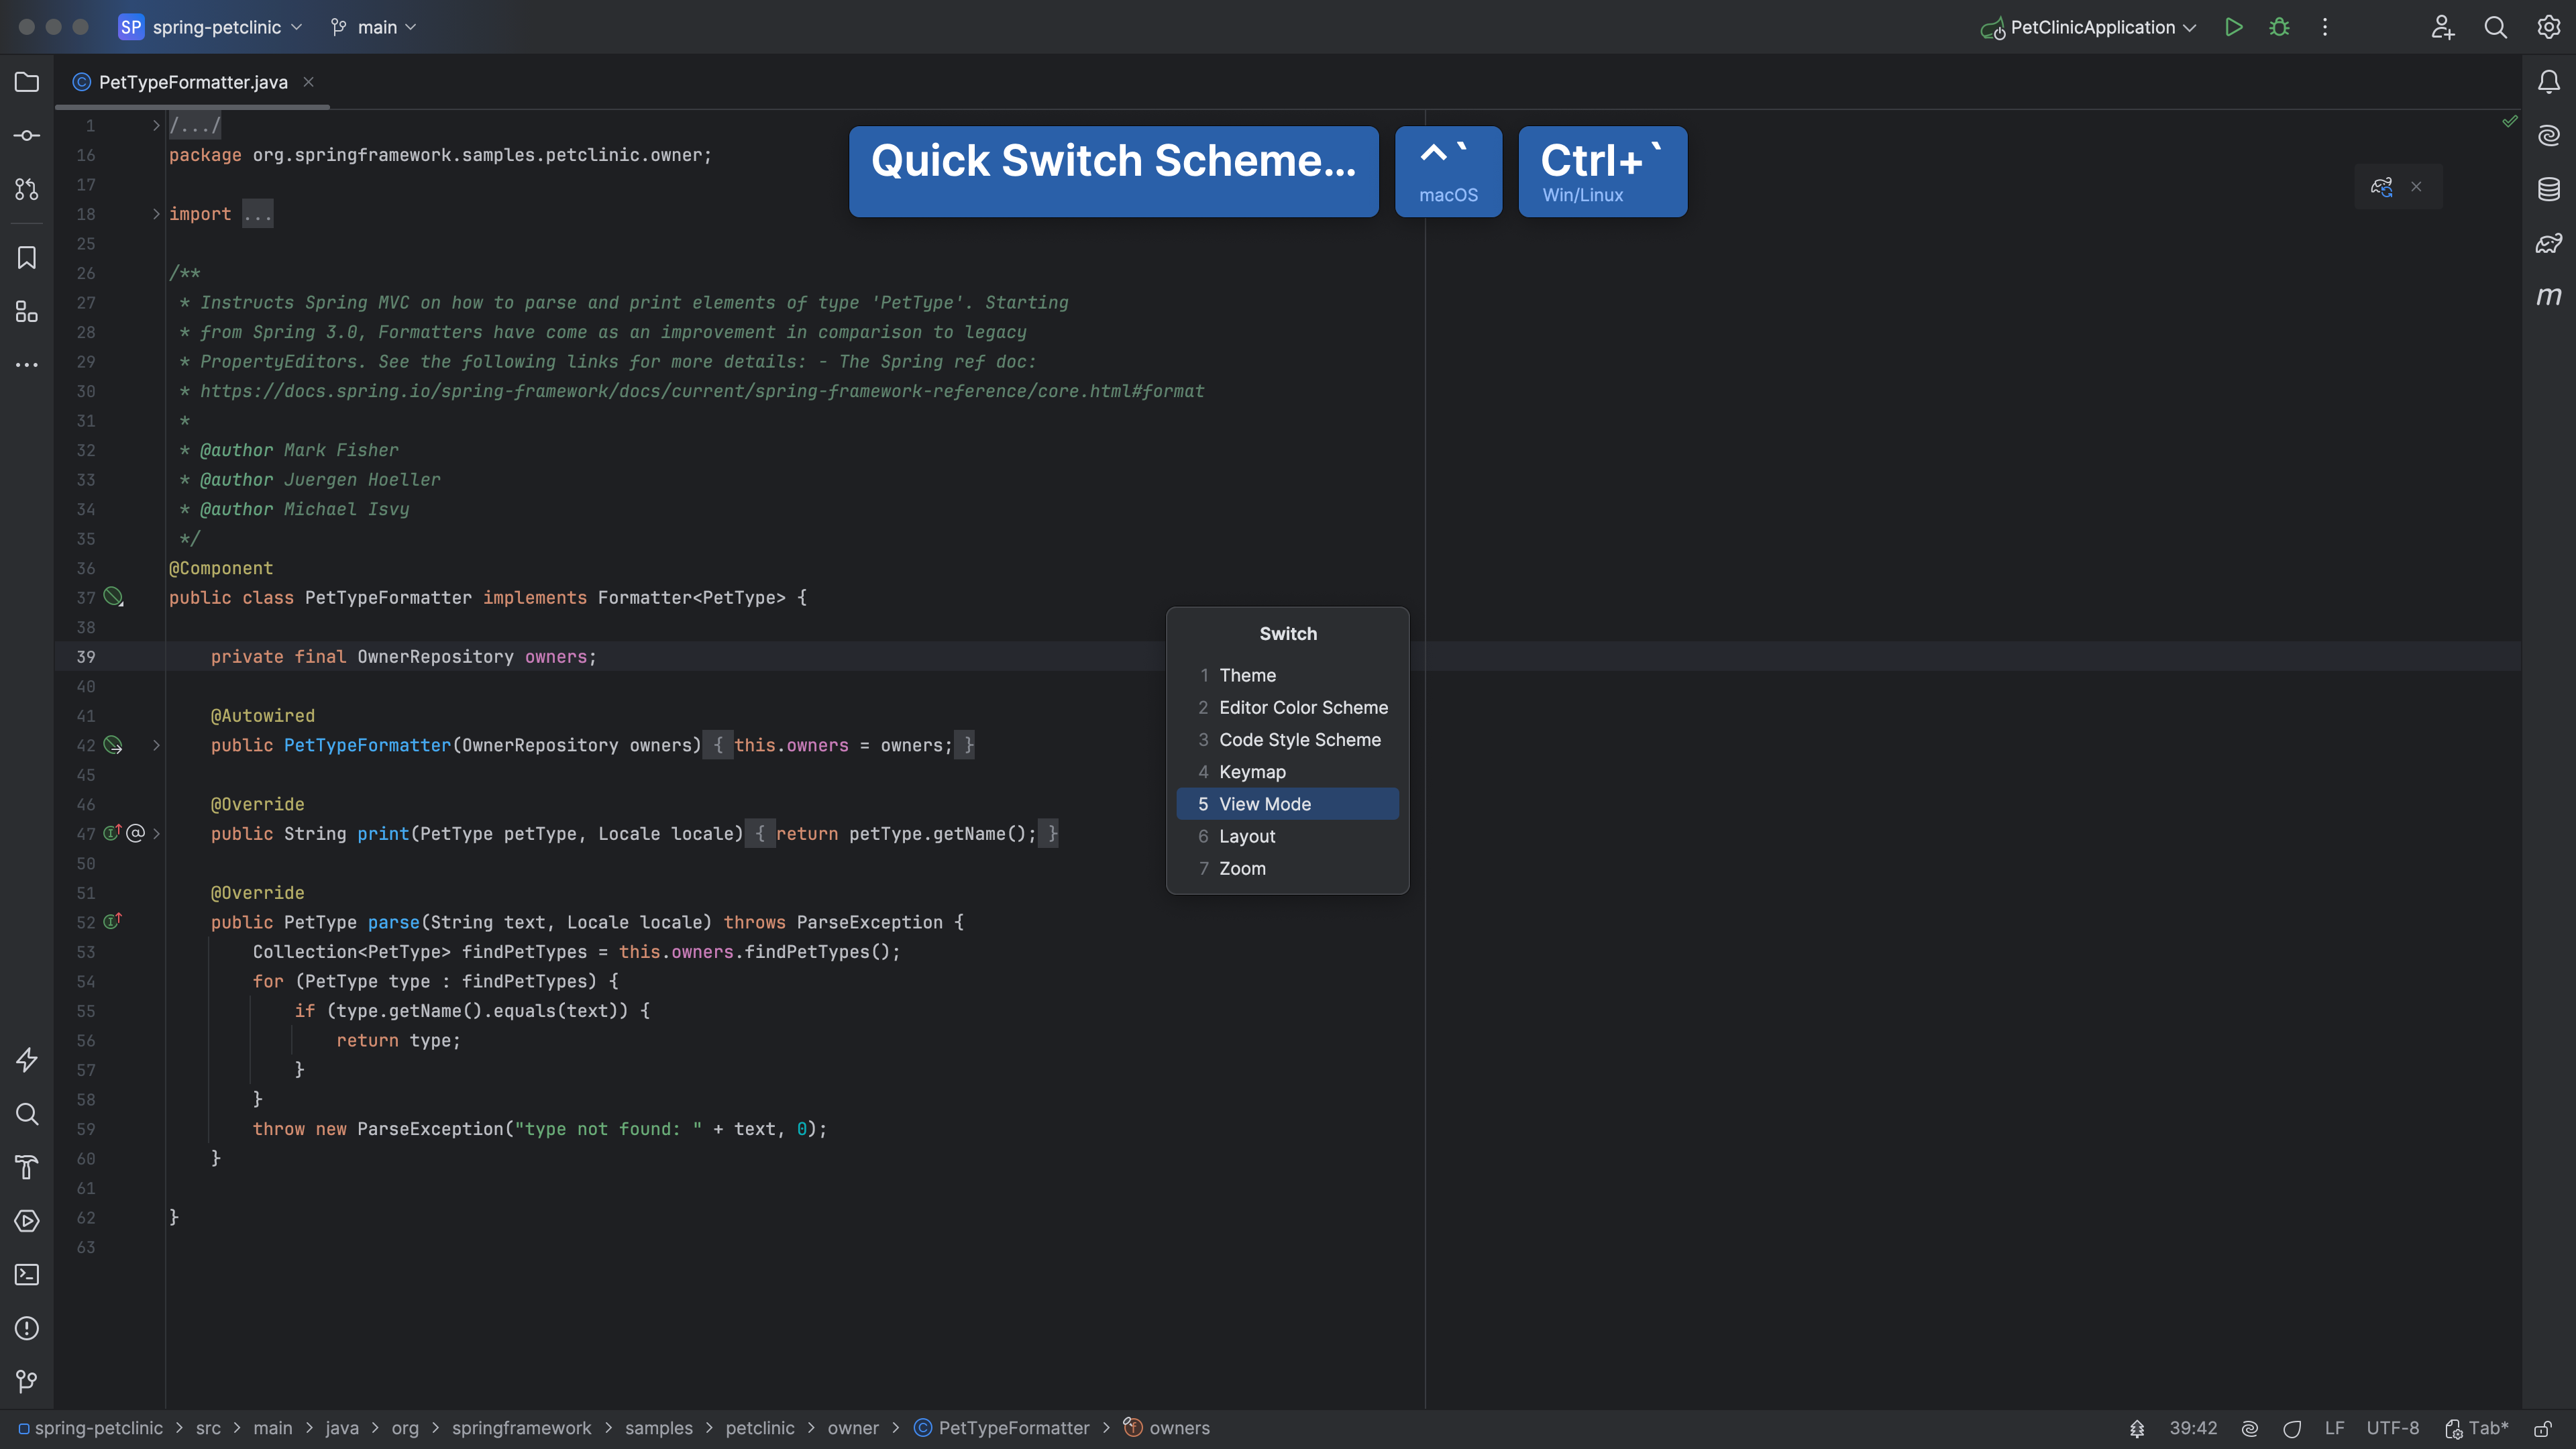 SP spring-petclinic main PetClinicApplication
PetTypeFormatter.java
1 /.../
16 package org.springframework.samples.petclinic.owner;
17
18 import ...
25
26 /**
27 * Instructs Spring MVC on how to parse and print elements of type 'PetType'. Starting
28 * from Spring 3.0, Formatters have come as an improvement in comparison to legacy
29 * PropertyEditors. See the following links for more details: - The Spring ref doc:
30 * https://docs.spring.io/spring-framework/docs/current/spring-framework-reference/core.html#format
31 *
32 * @author Mark Fisher
33 * @author Juergen Hoeller
34 * @author Michael Isvy
35 */
36 @Component
37 public class PetTypeFormatter implements Formatter<PetType> {
38
39 private final OwnerRepository owners;
40
41 @Autowired
42 public PetTypeFormatter(OwnerRepository owners) { this.owners = owners; }
45
46 @Override
47 public String print(PetType petType, Locale locale) { return petType.getName(); }
50
51 @Override
52 public PetType parse(String text, Locale locale) throws ParseException {
53 Collection<PetType> findPetTypes = this.owners.findPetTypes();
54 for (PetType type : findPetTypes) {
55 if (type.getName().equals(text)) {
56 return type;
57 }
58 }
59 throw new ParseException("type not found: " + text, 0);
60 }
61
62 }
63
Quick Switch Scheme...
^`
macOS
Ctrl+`
Win/Linux
Switch
1 Theme
2 Editor Color Scheme
3 Code Style Scheme
4 Keymap
5 View Mode
6 Layout
7 Zoom
m
spring-petclinic > src > main > java > org > springframework > samples > petclinic > owner > C PetTypeFormatter > f owners
39:42 LF UTF-8 Tab*